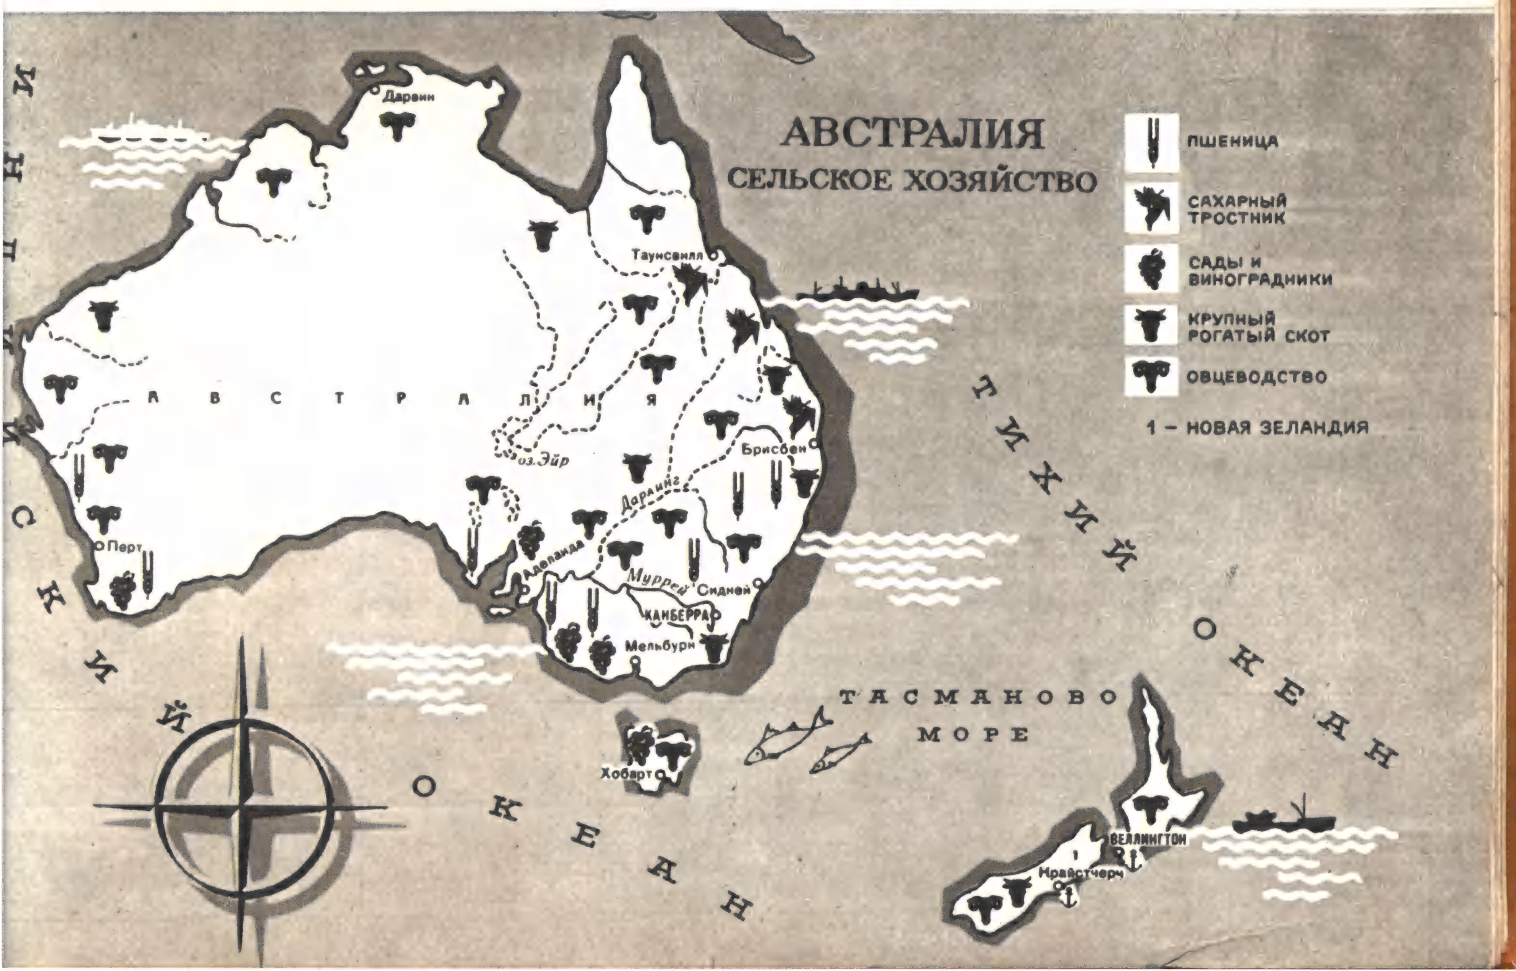 АВСТРАЛИЯ
СЕЛЬСКОЕ ХОЗЯЙСТВО
ПШЕНИЦА
САХАРНЫЙ
ТРОСТНИК
САДЫ И
ВИНОГРАДНИКИ
КРУПНЫЙ
РОГАТЫЙ СКОТ
ОВЦЕВОДСТВО
1 – НОВАЯ ЗЕЛАНДИЯ
Дарвин
Таунсвилл
АВСТРАЛИЯ
оз. Эйр
Брисбен
Дарлинг
Перт
Аделаида
Муррей
Сидней
КАНБЕРРА
Мельбурн
Хобарт
ТАСМАНОВО
МОРЕ
ТИХИЙ ОКЕАН
ИНДИЙСКИЙ ОКЕАН
ВЕЛЛИНГТОН
1
Крайстчерч